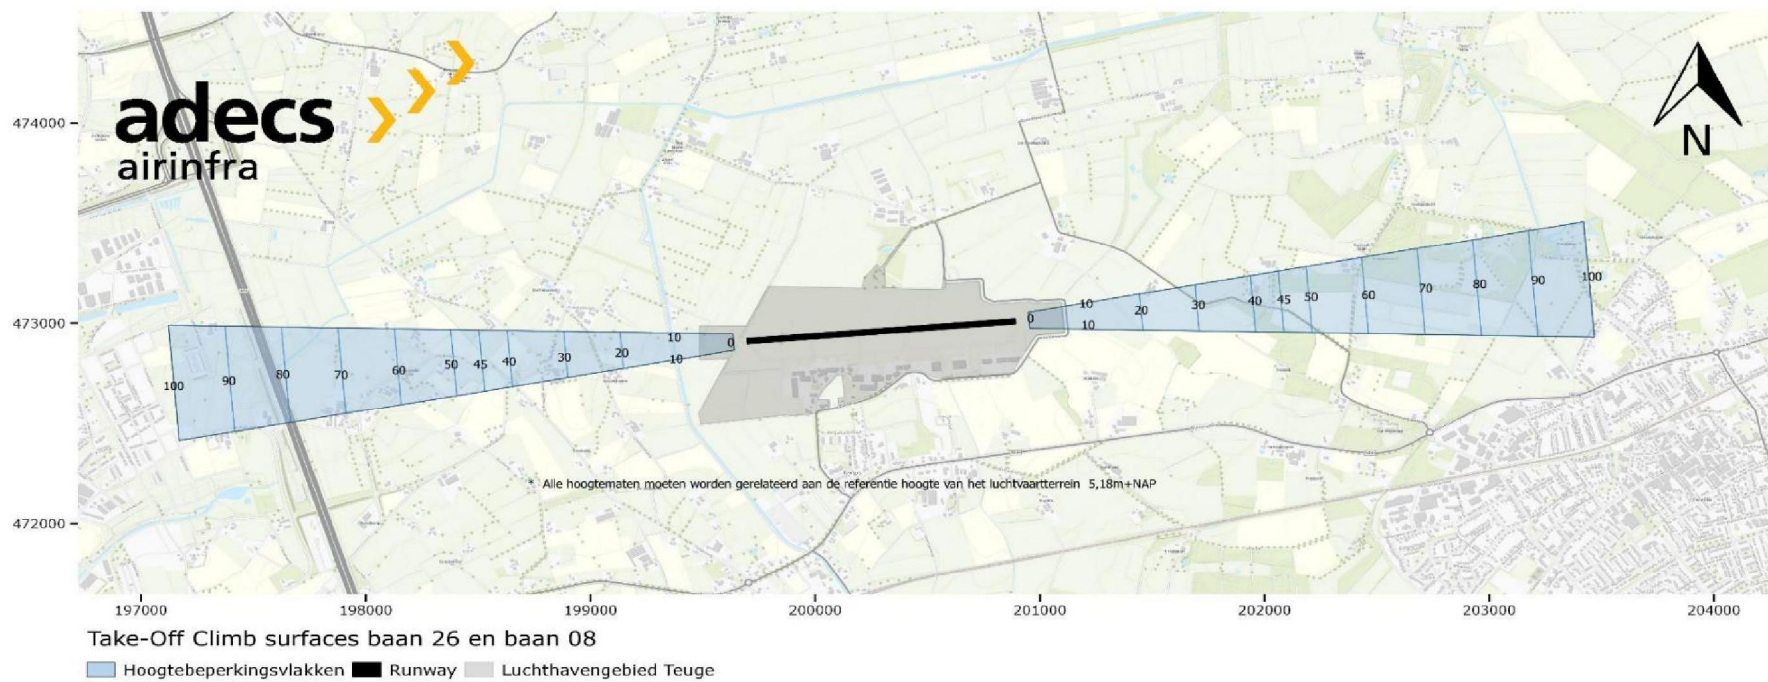 adecs
airinfra
N
474000
473000
472000
100 90 80 70 60 50 45 40 30 20 10 10 0
0 10 10 20 30 40 45 50 60 70 80 90 100
* Alle hoogtematen moeten worden gerelateerd aan de referentie hoogte van het luchtvaartterrein 5,18m+NAP
197000 198000 199000 200000 201000 202000 203000 204000
Take-Off Climb surfaces baan 26 en baan 08
Hoogtebeperkingsvlakken Runway Luchthavengebied Teuge